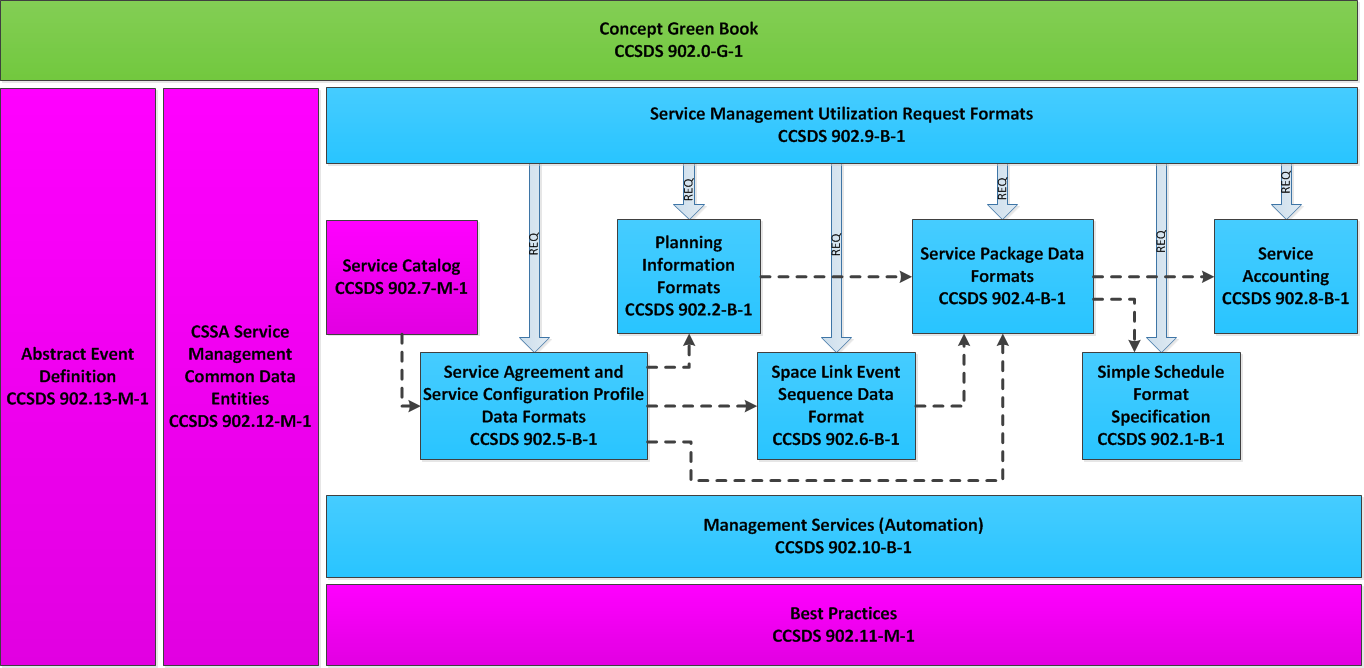 Concept Green Book
CCSDS 902.0-G-1
Abstract Event
Definition
CCSDS 902.13-M-1
CSSA Service
Management
Common Data
Entities
CCSDS 902.12-M-1
Service Management Utilization Request Formats
CCSDS 902.9-B-1
REQ
REQ
REQ
REQ
REQ
REQ
Service Catalog
CCSDS 902.7-M-1
Planning
Information
Formats
CCSDS 902.2-B-1
Service Package Data
Formats
CCSDS 902.4-B-1
Service
Accounting
CCSDS 902.8-B-1
Service Agreement and
Service Configuration Profile
Data Formats
CCSDS 902.5-B-1
Space Link Event
Sequence Data
Format
CCSDS 902.6-B-1
Simple Schedule
Format
Specification
CCSDS 902.1-B-1
Management Services (Automation)
CCSDS 902.10-B-1
Best Practices
CCSDS 902.11-M-1